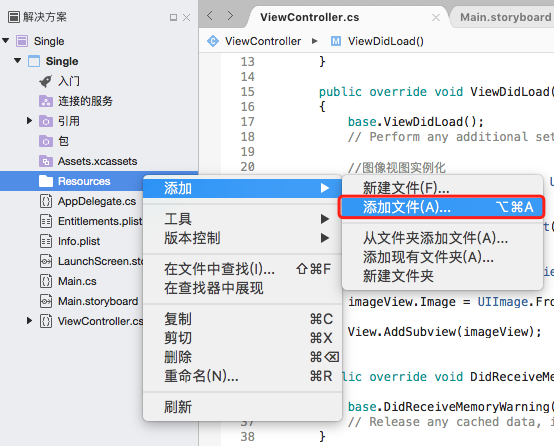 解决方案
ViewController.cs
Main.storyboard
Single
ViewController
ViewDidLoad()
Single
入门
连接的服务
引用
包
Assets.xcassets
Resources
AppDelegate.cs
Entitlements.plist
Info.plist
LaunchScreen.sto
Main.cs
Main.storyboard
ViewController.cs
13 }
14
15 public override void ViewDidLoad(
16 {
17 base.ViewDidLoad();
18 // Perform any additional set
19
20 //图像视图实例化
imageView.Image = UIImage.Fro
View.AddSubview(imageView);
blic override void DidReceiveMe
base.DidReceiveMemoryWarning(
37 // Release any cached data, i
38 }
添加
工具
版本控制
在文件中查找(I)... ⇧⌘F
在查找器中展现
复制 ⌘C
剪切 ⌘X
删除 ⌘⌫
重命名(N)... ⌘R
刷新
新建文件(F)...
添加文件(A)... ⌥⌘A
从文件夹添加文件(A)...
添加现有文件夹(A)...
新建文件夹